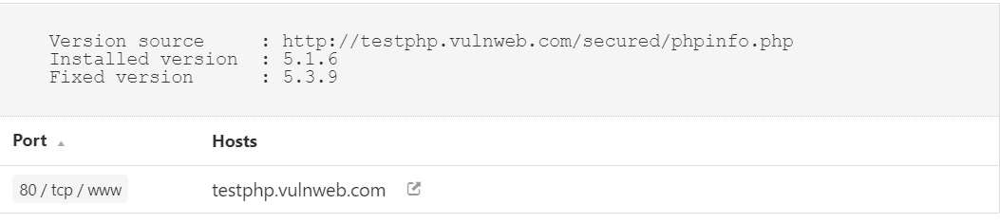 Version source     : http://testphp.vulnweb.com/secured/phpinfo.php
Installed version  : 5.1.6
Fixed version      : 5.3.9
Port Hosts
80 / tcp / www testphp.vulnweb.com